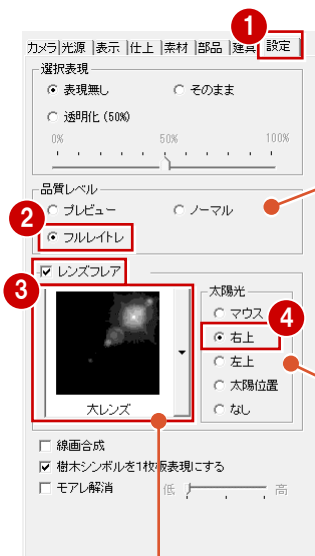 1
カメラ|光源 |表示 |仕上 |素材 |部品 |建具 設定
選択表現
表現無し そのまま
透明化 (50%)
0% 50% 100%
品質レベル
プレビュー ノーマル
2
フルレイトレ
レンズフレア
3
太陽光
マウス
4
右上
左上
太陽位置
なし
大レンズ
線画合成
樹木シンボルを1枚板表現にする
モアレ解消 低 高